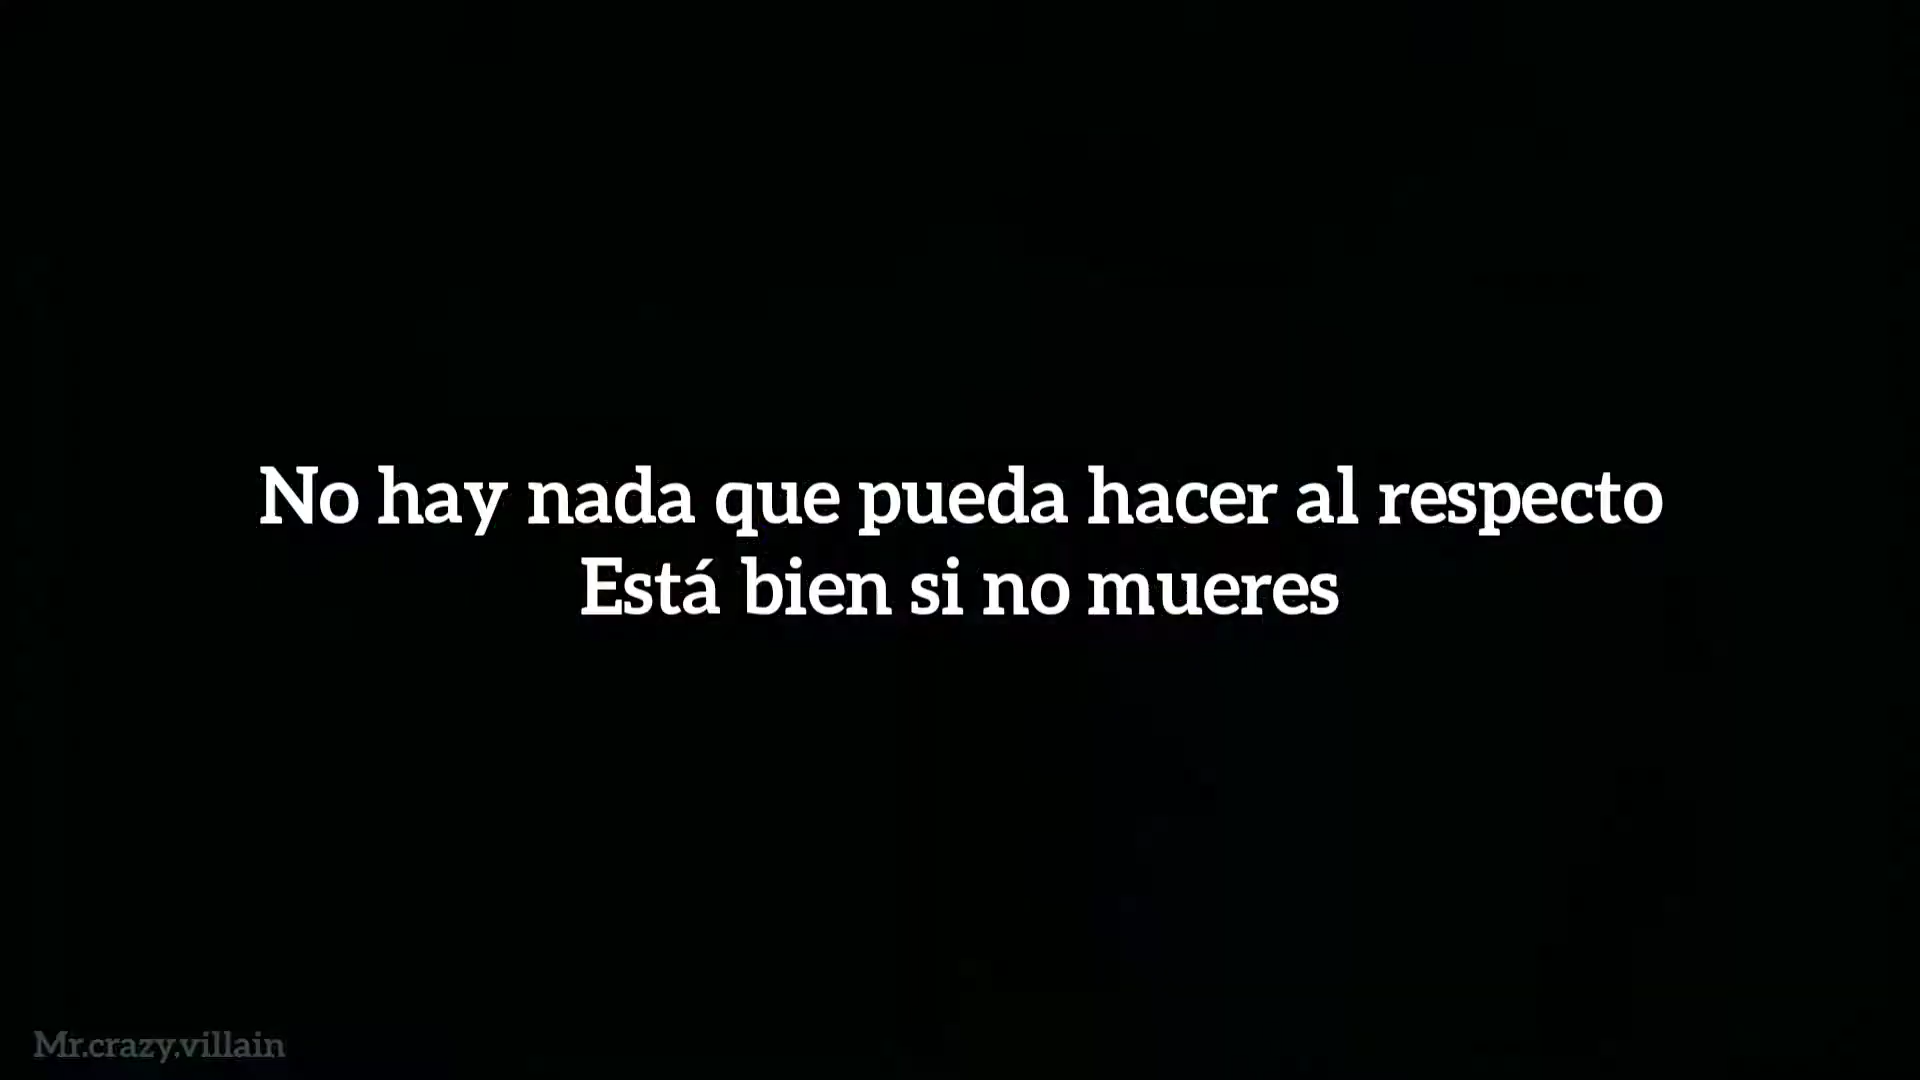 No hay nada que pueda hacer al respecto
Está bien si no mueres
Mr.crazy.villain